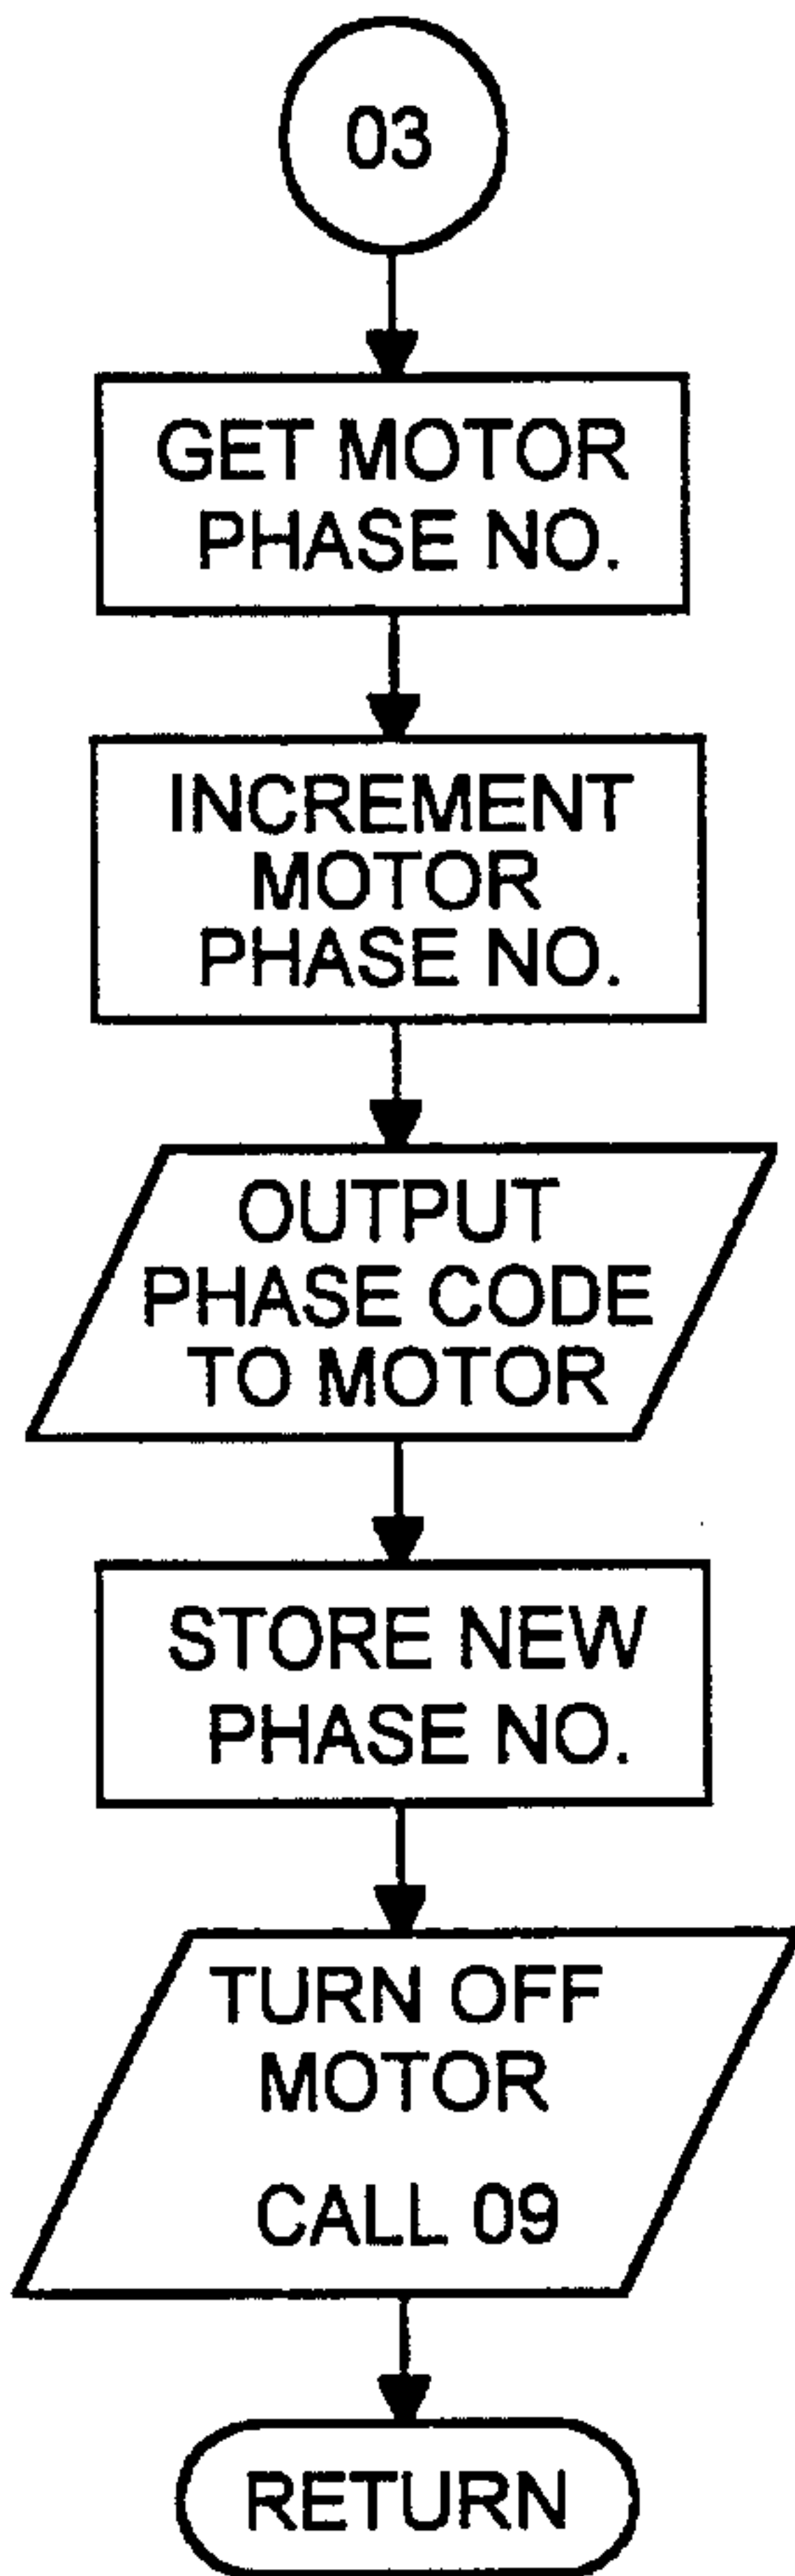 03
GET MOTOR
PHASE NO.
INCREMENT
MOTOR
PHASE NO.
OUTPUT
PHASE CODE
TO MOTOR
STORE NEW
PHASE NO.
TURN OFF
MOTOR
CALL 09
RETURN